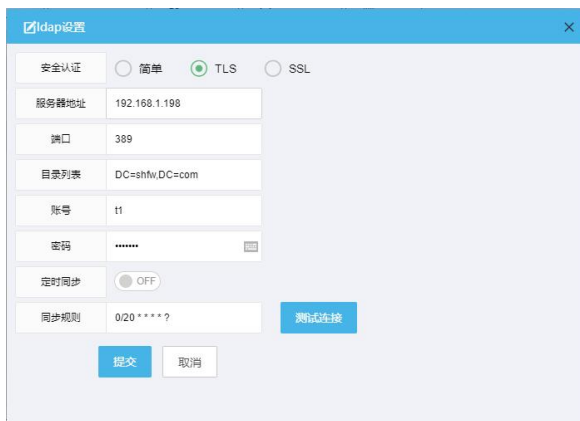 ldap设置
安全认证 简单 TLS SSL
服务器地址 192.168.1.198
端口 389
目录列表 DC=shfw,DC=com
账号 t1
密码 •••••••
定时同步 OFF
同步规则 0/20 * * * * ? 测试连接
提交 取消